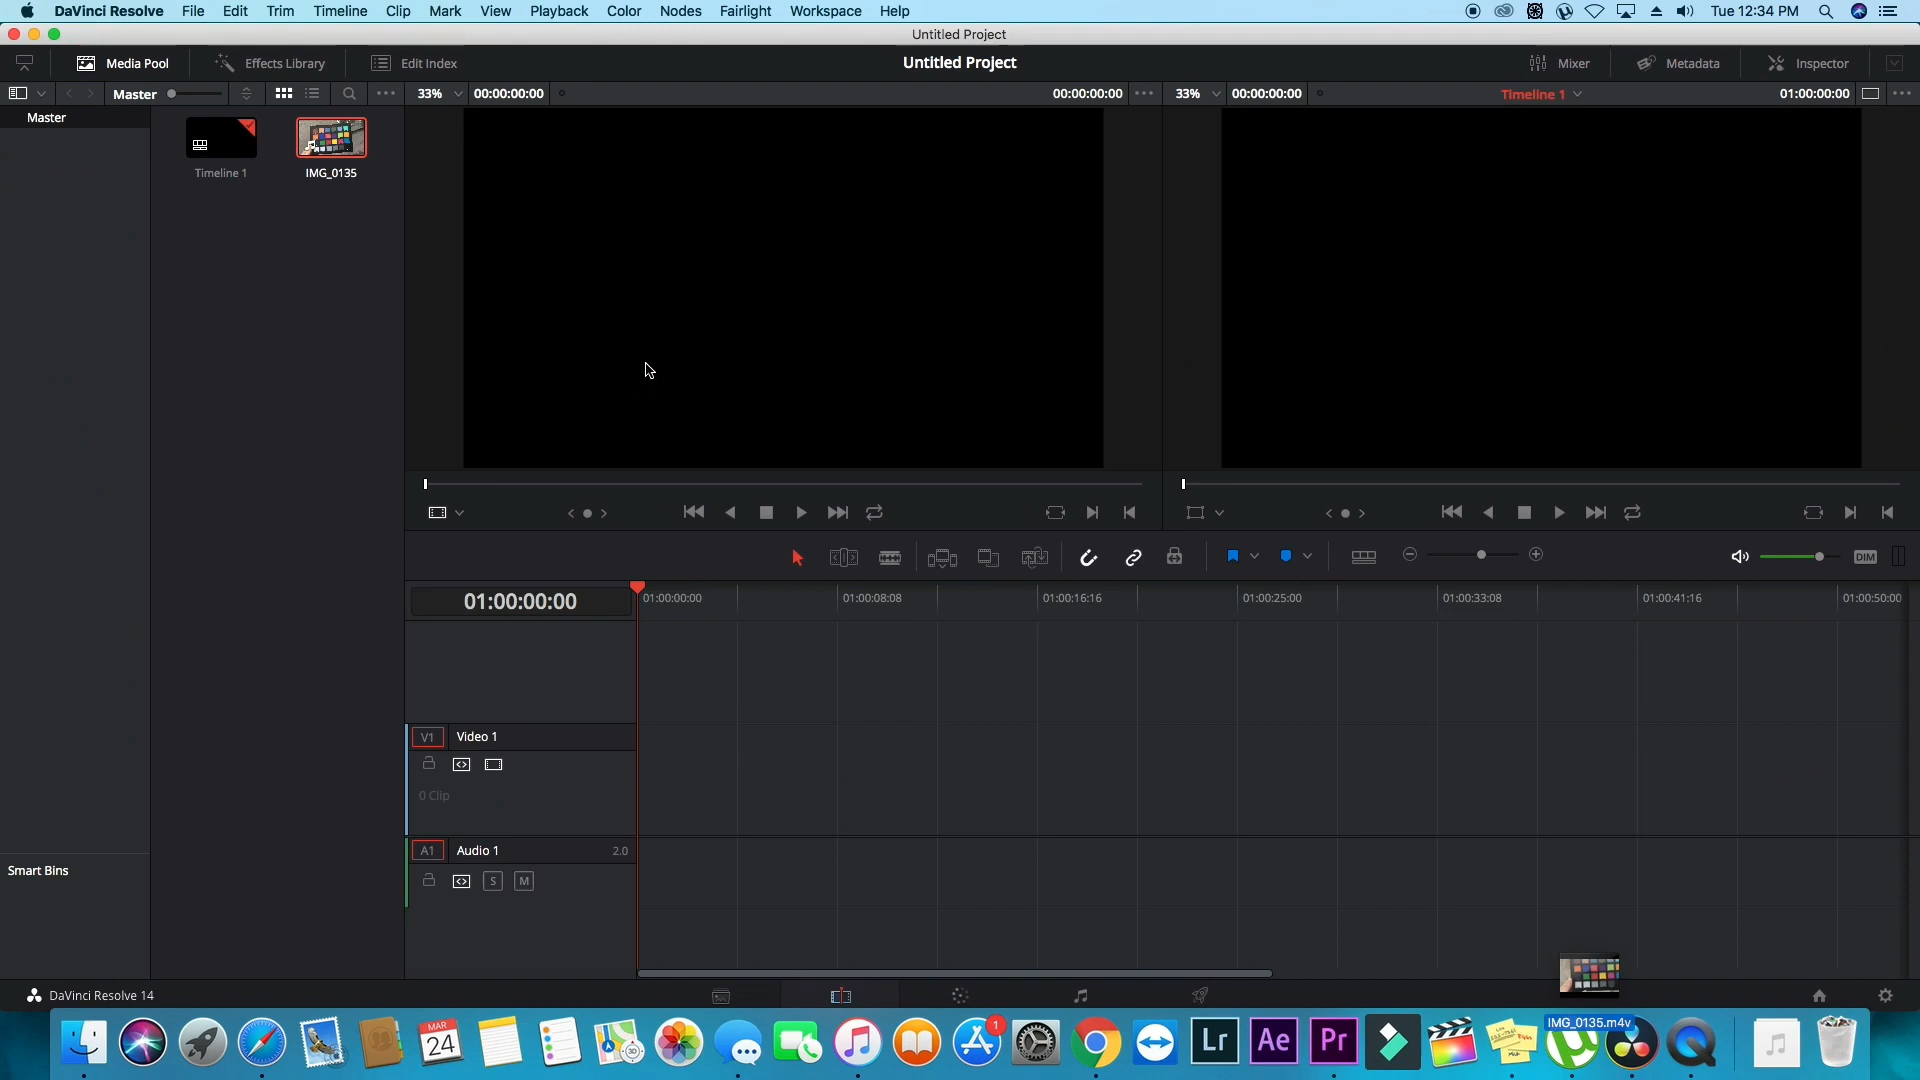 DaVinci Resolve File Edit Trim Timeline Clip Mark View Playback Color Nodes Fairlight Workspace Help Tue 12:34 PM
Untitled Project
Media Pool Effects Library Edit Index Untitled Project Mixer Metadata Inspector
Master 33% 00:00:00:00 00:00:00:00 33% 00:00:00:00 Timeline 1 01:00:00:00
Master
Timeline 1 IMG_0135
DIM
01:00:00:00 01:00:00:00 01:00:08:08 01:00:16:16 01:00:25:00 01:00:33:08 01:00:41:16 01:00:50:00
V1 Video 1
0 Clip
A1 Audio 1 2.0
S M
Smart Bins
DaVinci Resolve 14
IMG_0135.m4v
MAR
24
3D
1
Lr Ae Pr